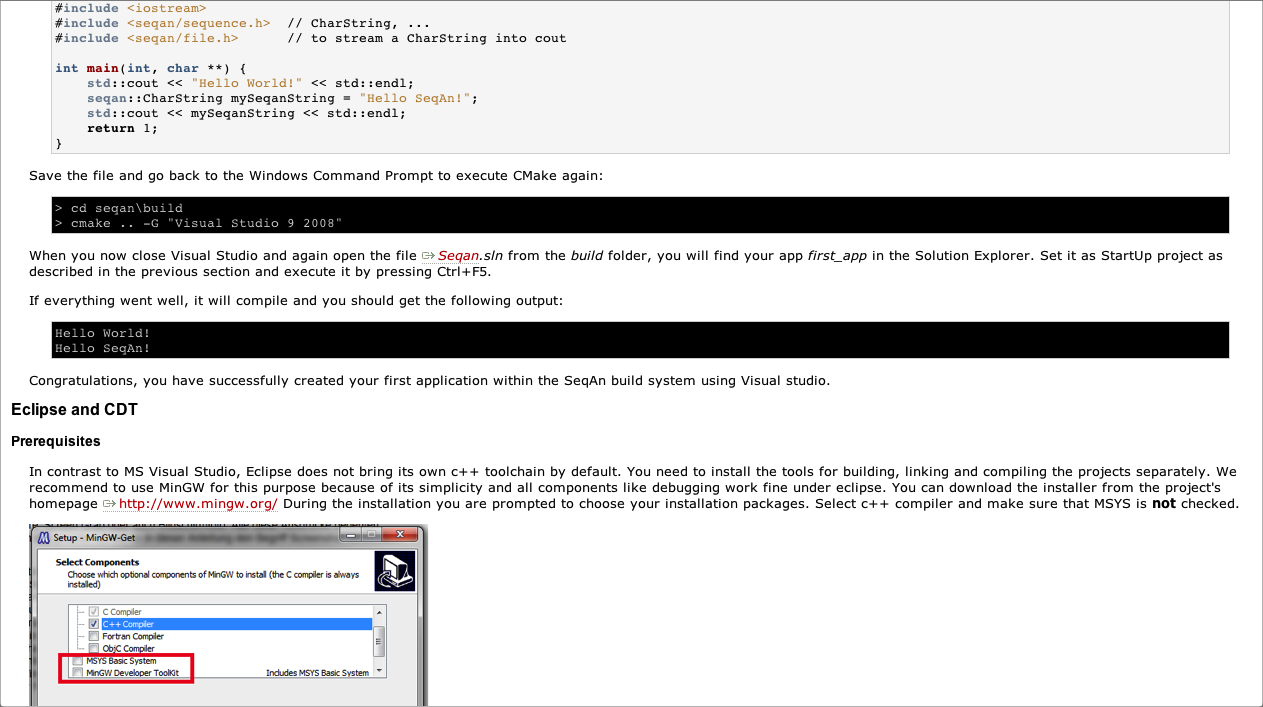 #include <iostream>
#include <seqan/sequence.h>  // CharString, ...
#include <seqan/file.h>      // to stream a CharString into cout
int main(int, char **) {
    std::cout << "Hello World!" << std::endl;
    seqan::CharString mySeqanString = "Hello SeqAn!";
    std::cout << mySeqanString << std::endl;
    return 1;
}
Save the file and go back to the Windows Command Prompt to execute CMake again:
> cd seqan\build
> cmake .. -G "Visual Studio 9 2008"
When you now close Visual Studio and again open the file Seqan.sln from the build folder, you will find your app first_app in the Solution Explorer. Set it as StartUp project as
described in the previous section and execute it by pressing Ctrl+F5.
If everything went well, it will compile and you should get the following output:
Hello World!
Hello SeqAn!
Congratulations, you have successfully created your first application within the SeqAn build system using Visual studio.
Eclipse and CDT
Prerequisites
In contrast to MS Visual Studio, Eclipse does not bring its own c++ toolchain by default. You need to install the tools for building, linking and compiling the projects separately. We
recommend to use MinGW for this purpose because of its simplicity and all components like debugging work fine under eclipse. You can download the installer from the project's
homepage http://www.mingw.org/ During the installation you are prompted to choose your installation packages. Select c++ compiler and make sure that MSYS is not checked.
Setup - MinGW-Get
Select Components
Choose which optional components of MinGW to install (the C compiler is always
installed)
C Compiler
C++ Compiler
Fortran Compiler
ObjC Compiler
MSYS Basic System
MinGW Developer ToolKit Includes MSYS Basic System